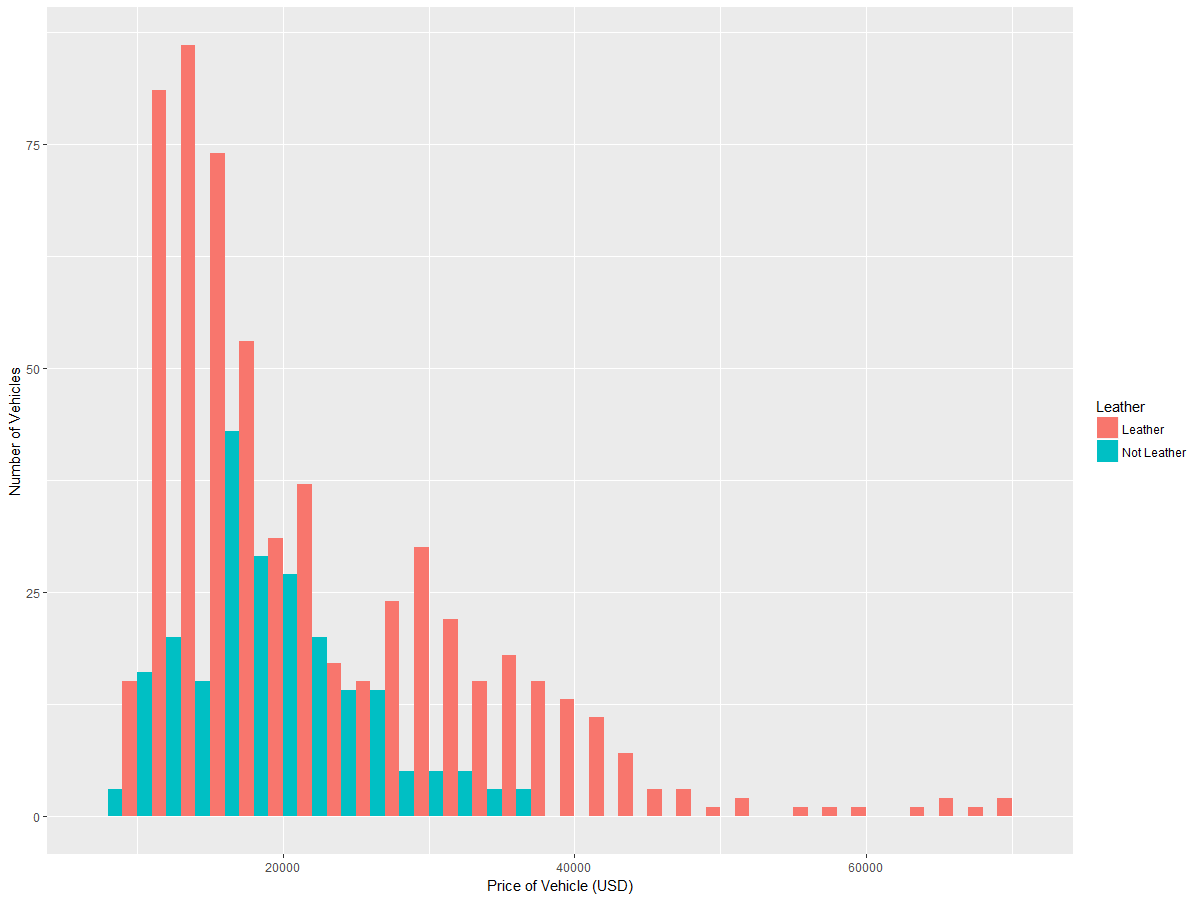 75
50
25
0
Number of Vehicles
20000
40000
60000
Price of Vehicle (USD)
Leather
Leather
Not Leather